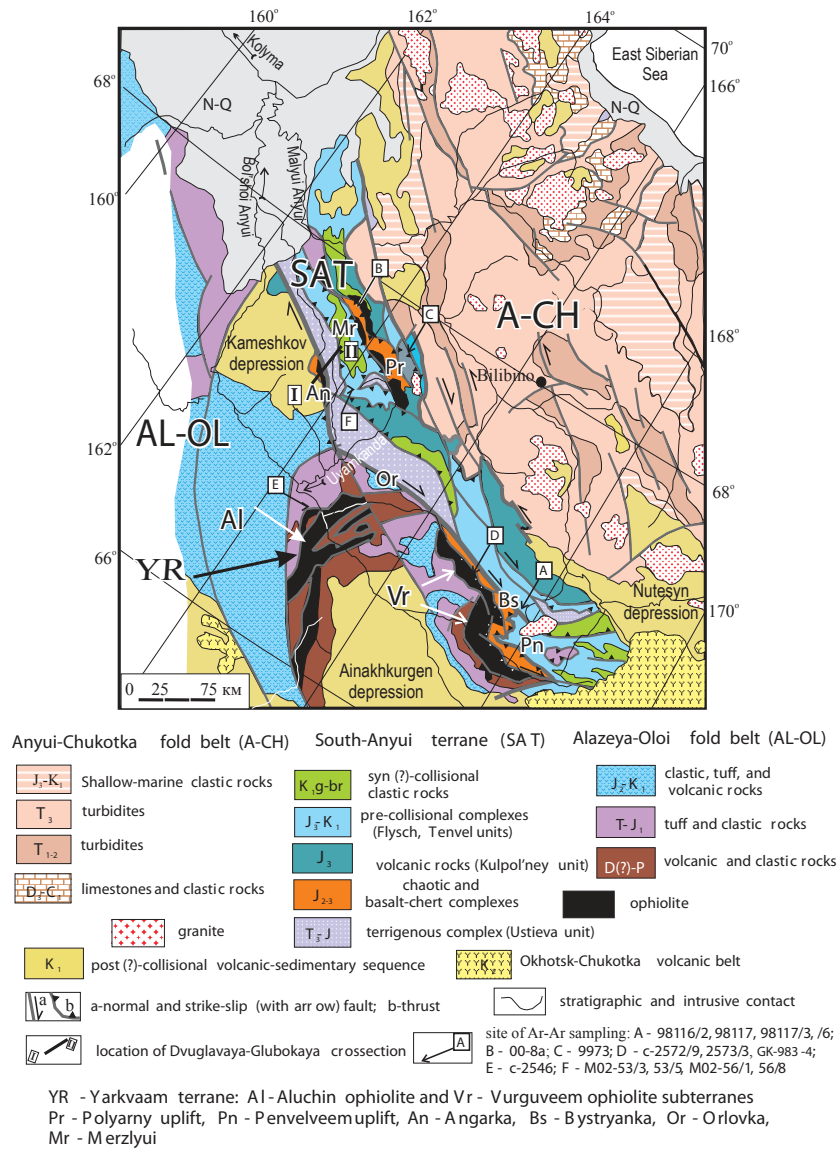 160°
162°
164°
70°
166°
68°
Kolyma
East Siberian
Sea
N-Q
N-Q
Bol'shoi Anyui
Malyui Anyui
160°
SAT
B
C
A-CH
Mr
II
Kameshkov
depression
168°
Pr
Bilibino
I
An
F
AL-OL
162°
Uyamkanda
Or
E
68°
Al
D
66°
YR
A
Nutesyn
depression
Bs
Vr
170°
Pn
Ainakhkurgen
depression
0 25 75 км
Anyui-Chukotka fold belt (A-CH)
South-Anyui terrane (SAT)
Alazeya-Oloi fold belt (AL-OL)
J₃-K₁ Shallow-marine clastic rocks
T₃ turbidites
T₁₋₂ turbidites
D₃-C₁ limestones and clastic rocks
K₁g-br syn (?)-collisional
clastic rocks
J₃-K₁ pre-collisional complexes
(Flysch, Tenvel units)
J₃ volcanic rocks (Kulpol'ney unit)
J₂₋₃ chaotic and
basalt-chert complexes
T₃-J terrigenous complex (Ustieva unit)
J₂-K₁ clastic, tuff, and
volcanic rocks
T-J₁ tuff and clastic rocks
D(?)-P volcanic and clastic rocks
ophiolite
granite
K₁ post (?)-collisional volcanic-sedimentary sequence
K₂ Okhotsk-Chukotka volcanic belt
a b a-normal and strike-slip (with arrow) fault; b-thrust
stratigraphic and intrusive contact
I II location of Dvuglavaya-Glubokaya crossection
A site of Ar-Ar sampling: A - 98116/2, 98117, 98117/3, /6;
B - 00-8a; C - 9973; D - c-2572/9, 2573/3, GK-983-4;
E - c-2546; F - M02-53/3, 53/5, M02-56/1, 56/8
YR - Yarkvaam terrane: Al - Aluchin ophiolite and Vr - Vurguveem ophiolite subterranes
Pr - Polyarny uplift, Pn - Penvelveem uplift, An - Angarka, Bs - Bystryanka, Or - Orlovka,
Mr - Merzlyui